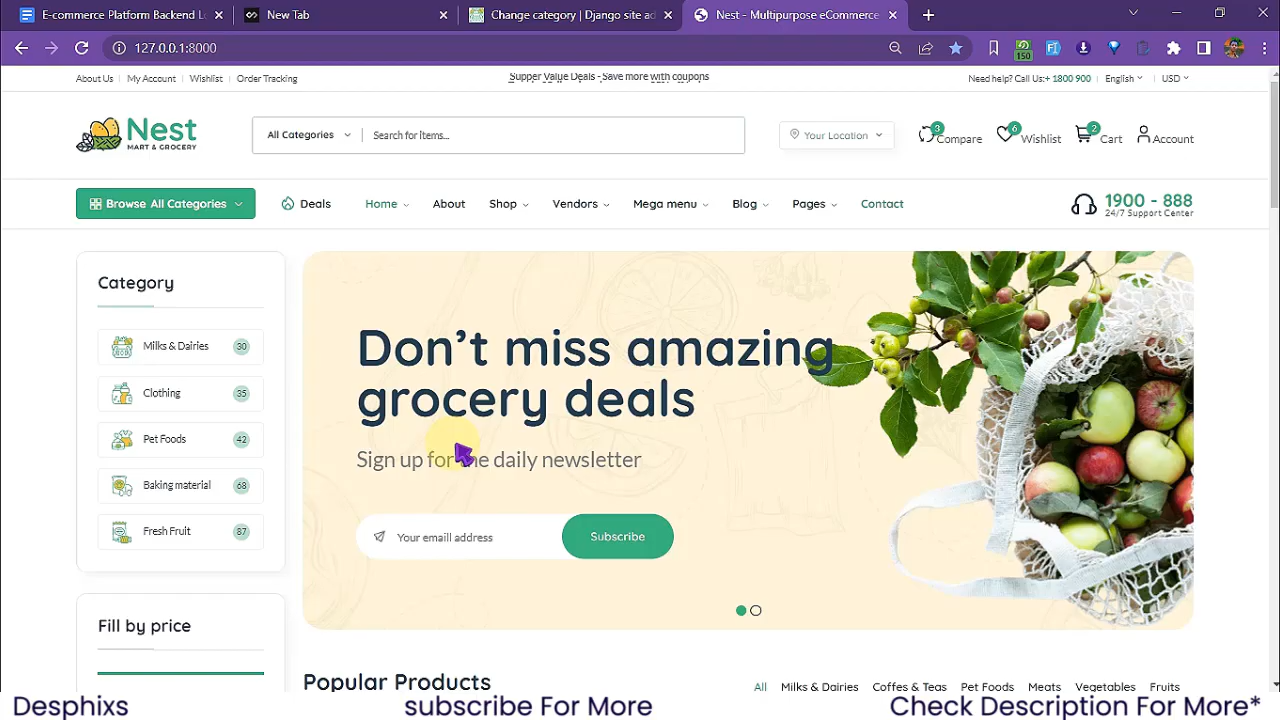 E-commerce Platform Backend Lo
New Tab
Change category | Django site ad
Nest - Multipurpose eCommerce
127.0.0.1:8000
150
About Us
My Account
Wishlist
Order Tracking
Supper Value Deals - Save more with coupons
Need help? Call Us:+ 1800 900
English
USD
Nest
MART & GROCERY
All Categories
Search for items...
Your Location
3
Compare
6
Wishlist
2
Cart
Account
Browse All Categories
Deals
Home
About
Shop
Vendors
Mega menu
Blog
Pages
Contact
1900 - 888
24/7 Support Center
Category
Milks & Dairies 30
Clothing 35
Pet Foods 42
Baking material 68
Fresh Fruit 87
Fill by price
Don't miss amazing
grocery deals
Sign up for the daily newsletter
Your emaill address
Subscribe
Popular Products
All
Milks & Dairies
Coffes & Teas
Pet Foods
Meats
Vegetables
Fruits
Desphixs
subscribe For More
Check Description For More*